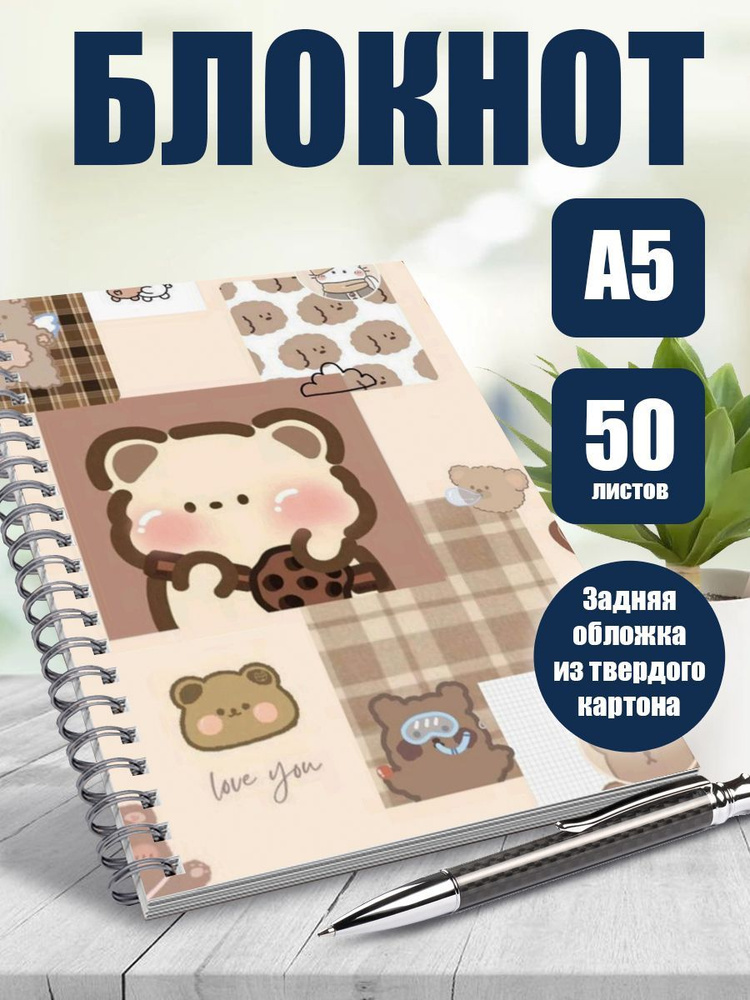 БЛОКНОТ
А5
50
листов
Задняя
обложка
из твердого
картона
love you